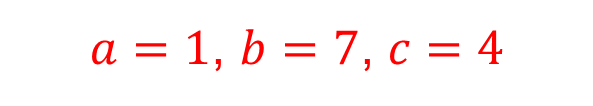 a = 1, b = 7, c = 4